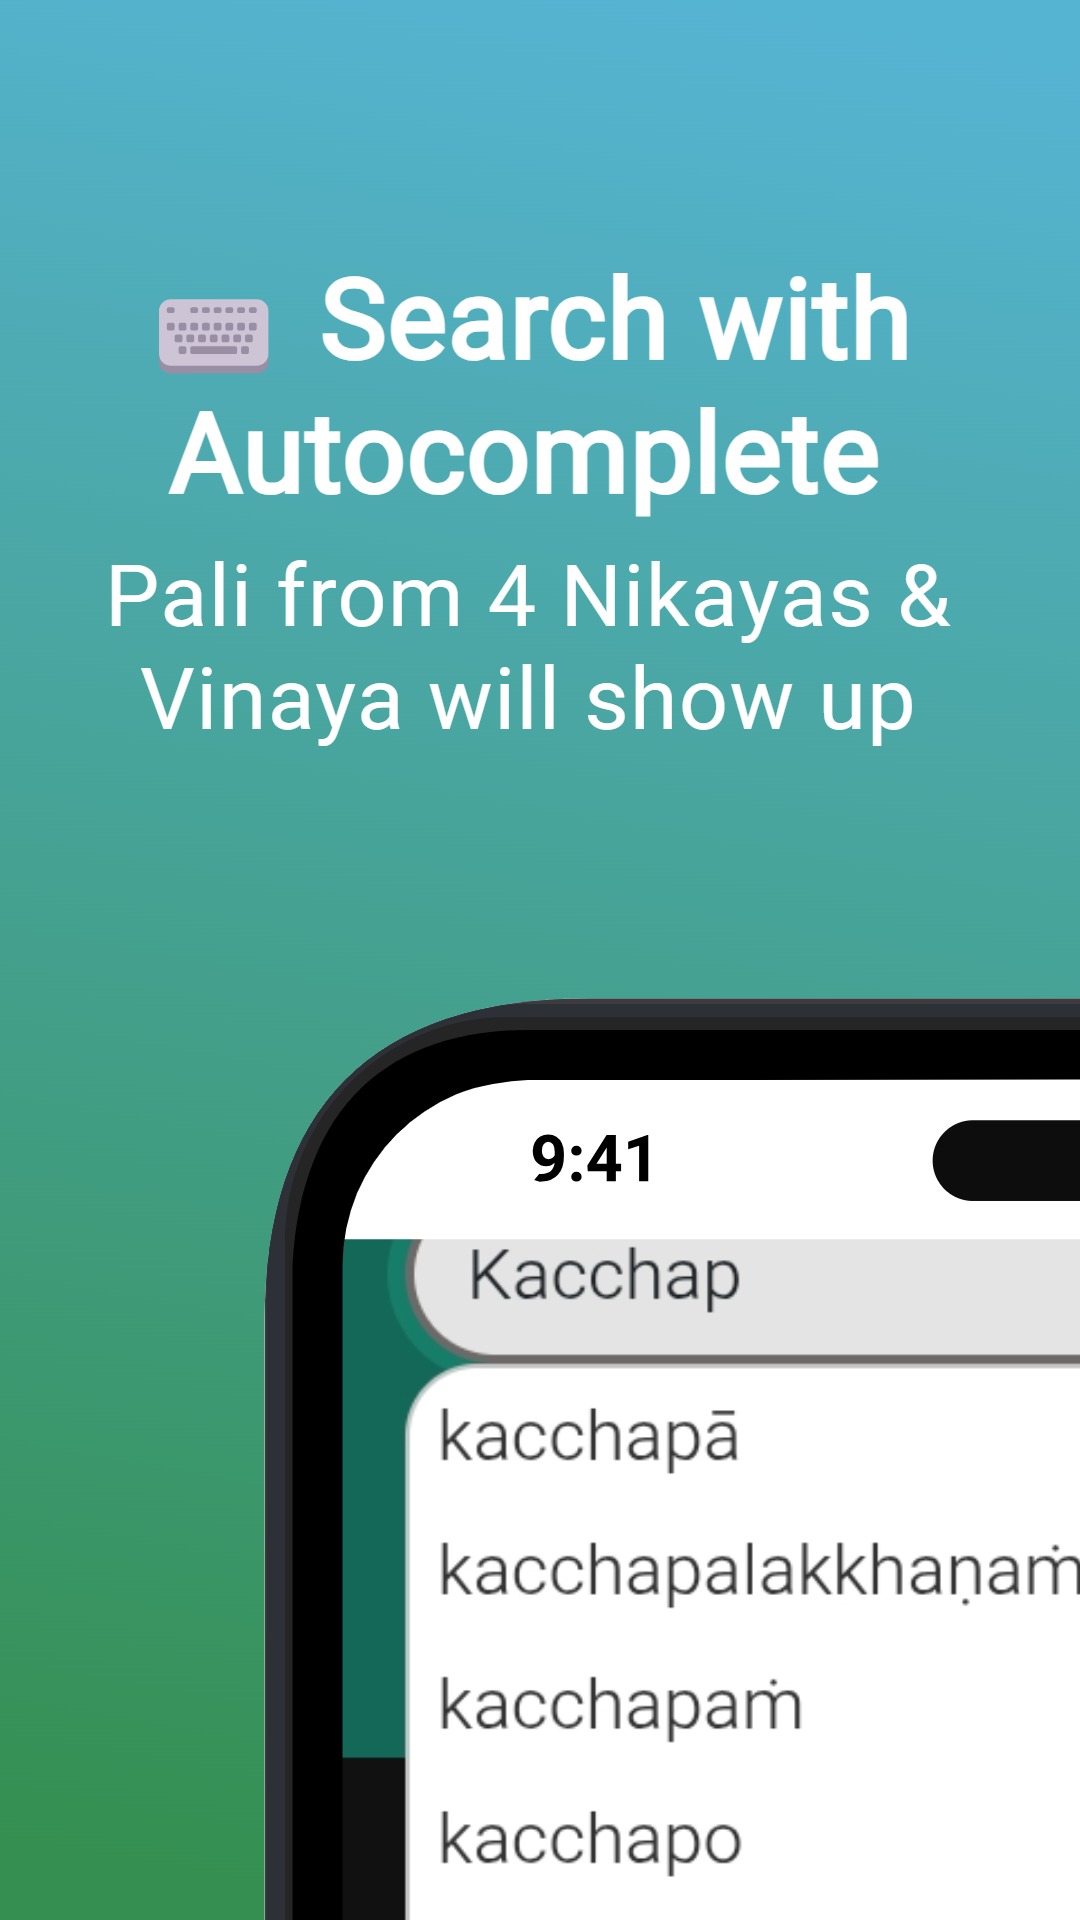 Search with
Autocomplete
Pali from 4 Nikayas &
Vinaya will show up
9:41
Kacchap
kacchapā
kacchapalakkhaṇaṁ
kacchapaṁ
kacchapo